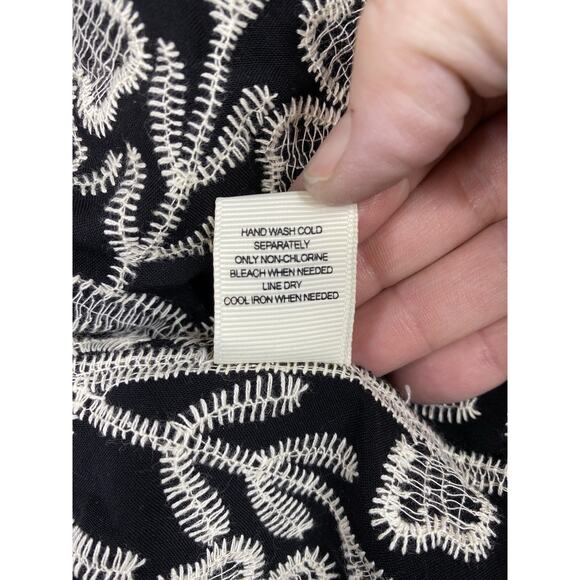 HAND WASH COLD
SEPARATELY
ONLY NON-CHLORINE
BLEACH WHEN NEEDED
LINE DRY
COOL IRON WHEN NEEDED